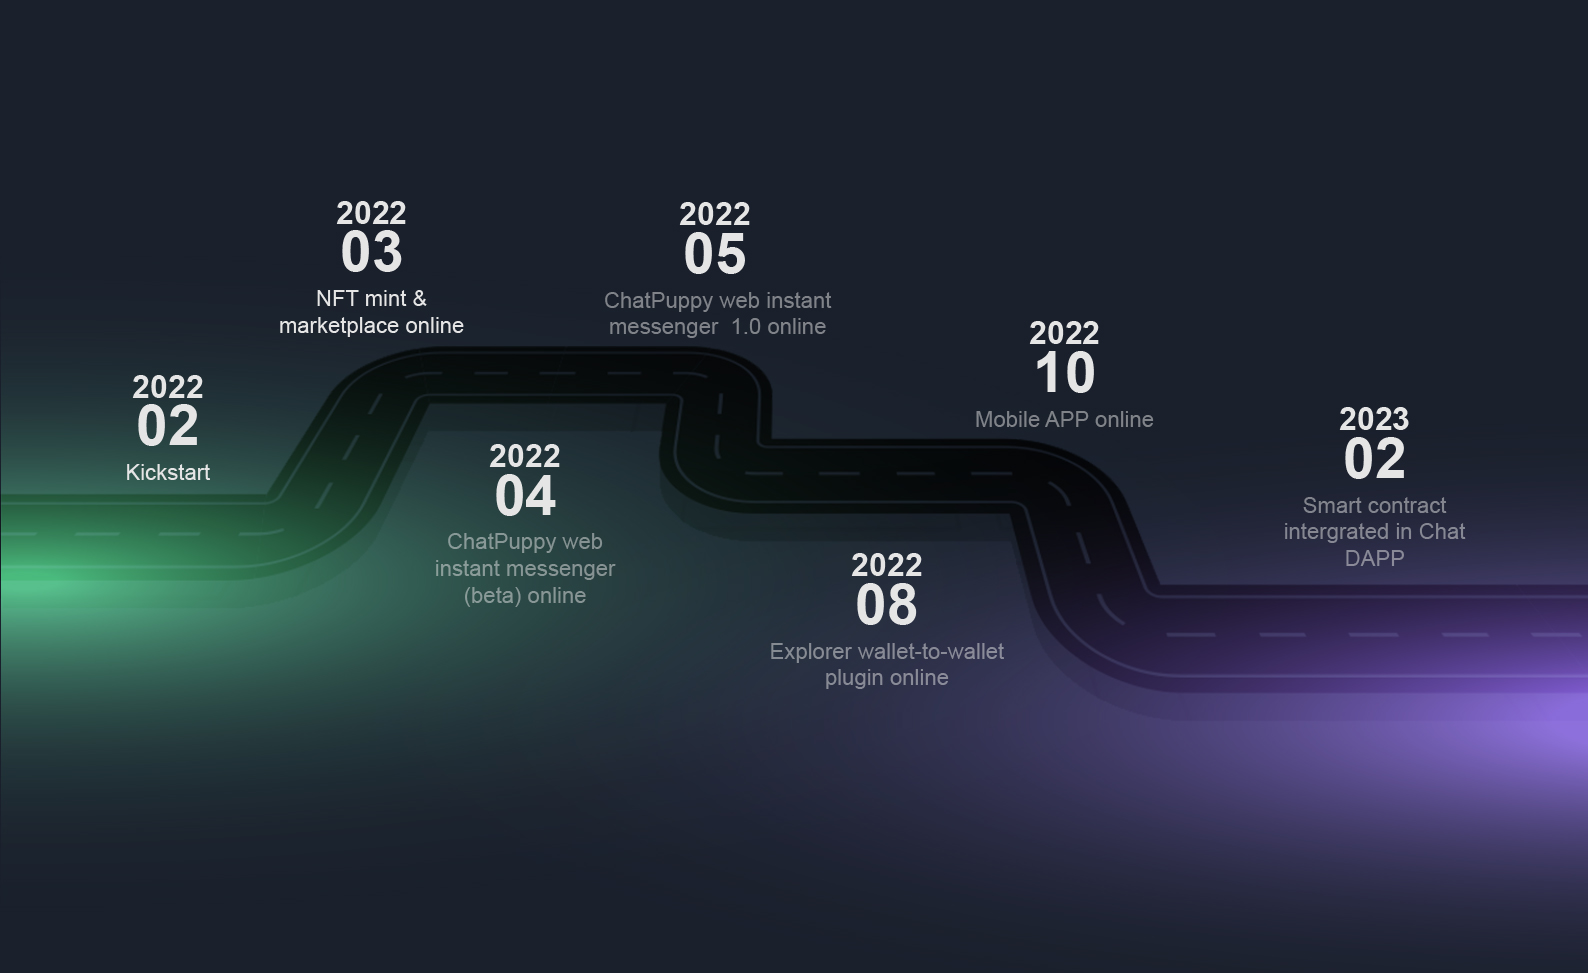 2022
02
Kickstart
2022
03
NFT mint &
marketplace online
2022
04
ChatPuppy web
instant messenger
(beta) online
2022
05
ChatPuppy web instant
messenger  1.0 online
2022
08
Explorer wallet-to-wallet
plugin online
2022
10
Mobile APP online
2023
02
Smart contract
intergrated in Chat
DAPP